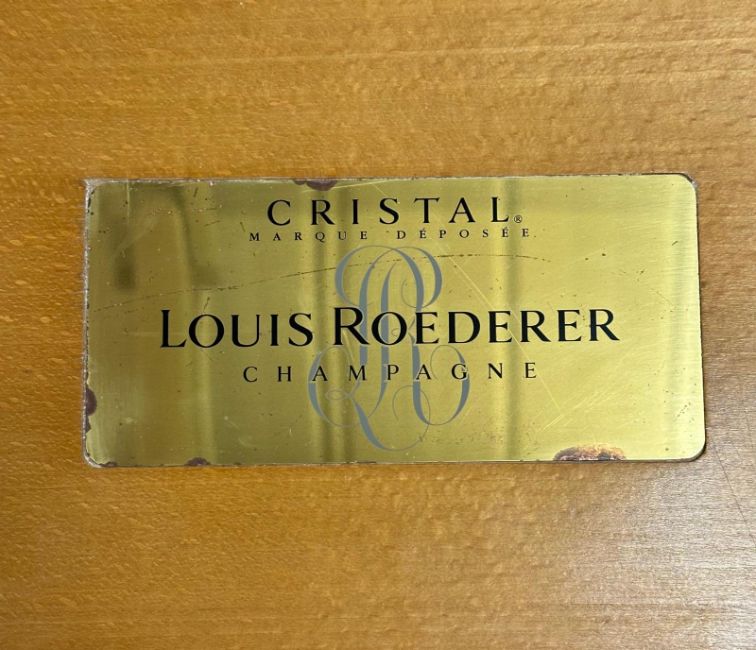 CRISTAL®
MARQUE DÉPOSÉE
LOUIS ROEDERER
CHAMPAGNE